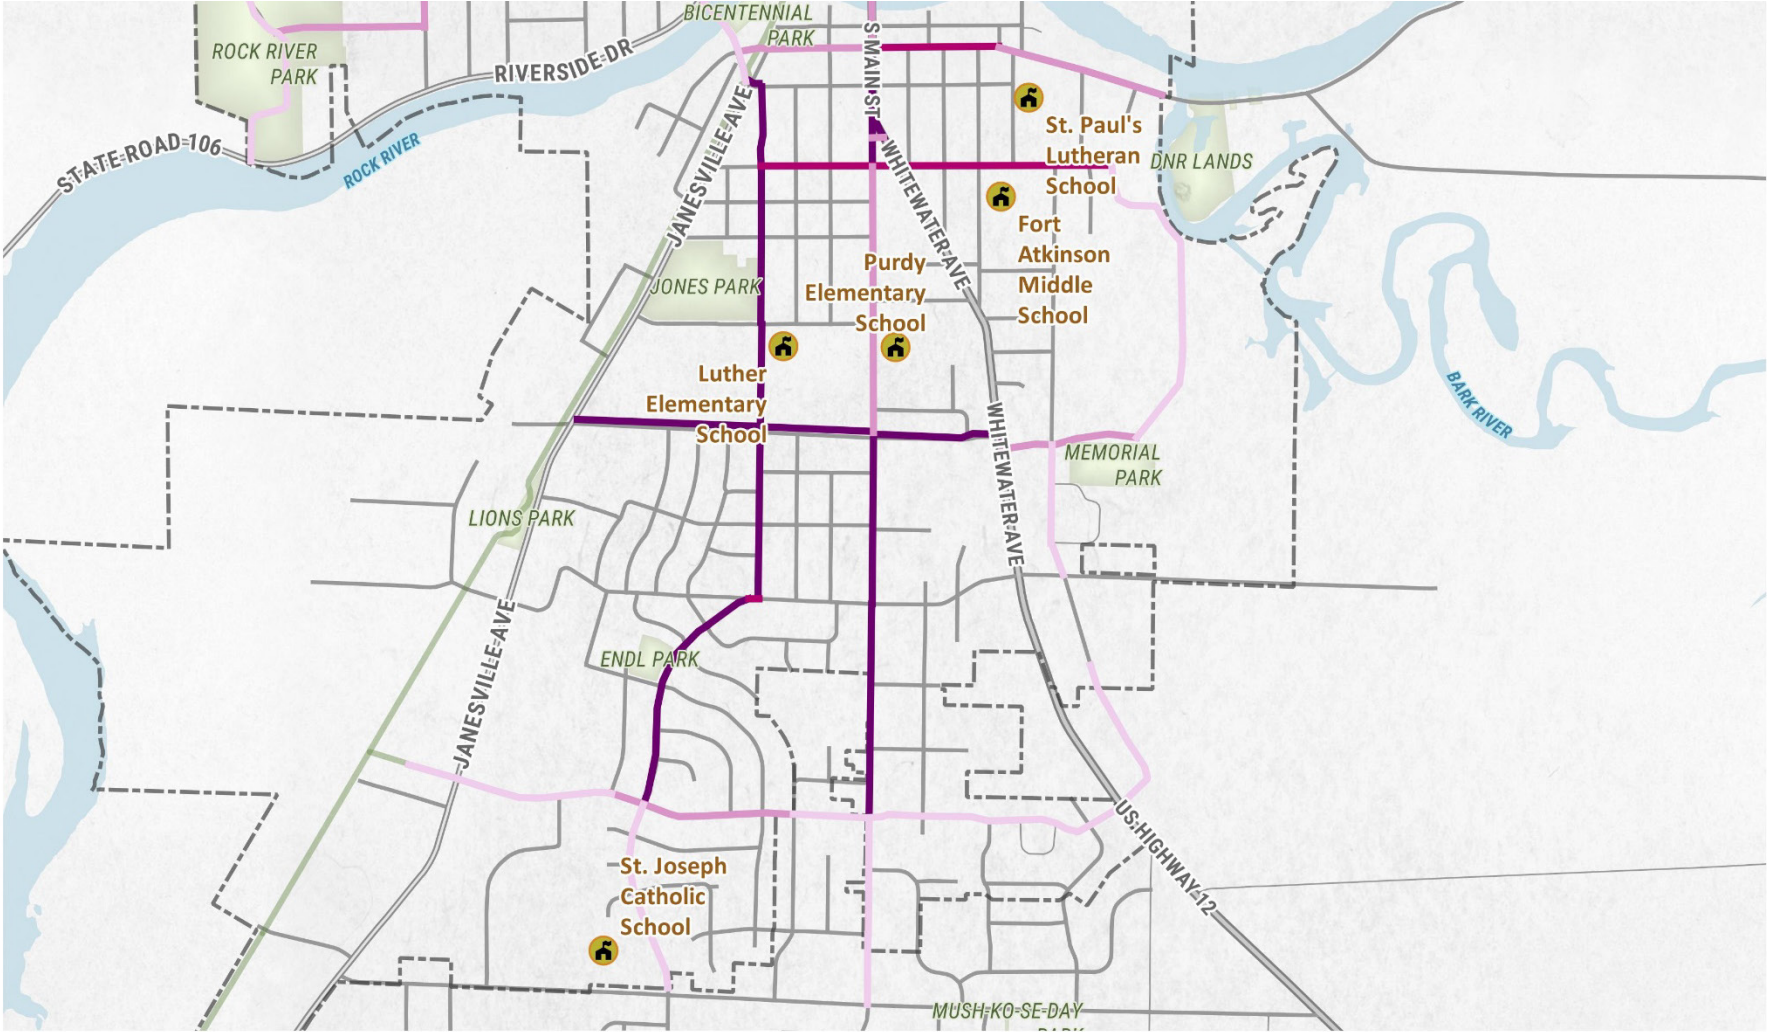 BICENTENNIAL
PARK
ROCK RIVER
PARK
RIVERSIDE DR
S MAIN ST
STATE ROAD 106
ROCK RIVER
JANESVILLE AVE
WHITEWATER AVE
St. Paul's
Lutheran
School
DNR LANDS
Fort
Atkinson
Middle
School
Purdy
Elementary
School
JONES PARK
Luther
Elementary
School
BARK RIVER
WHITEWATER AVE
MEMORIAL
PARK
LIONS PARK
JANESVILLE AVE
ENDL PARK
US HIGHWAY 12
St. Joseph
Catholic
School
MUSH-KO-SE-DAY
PARK